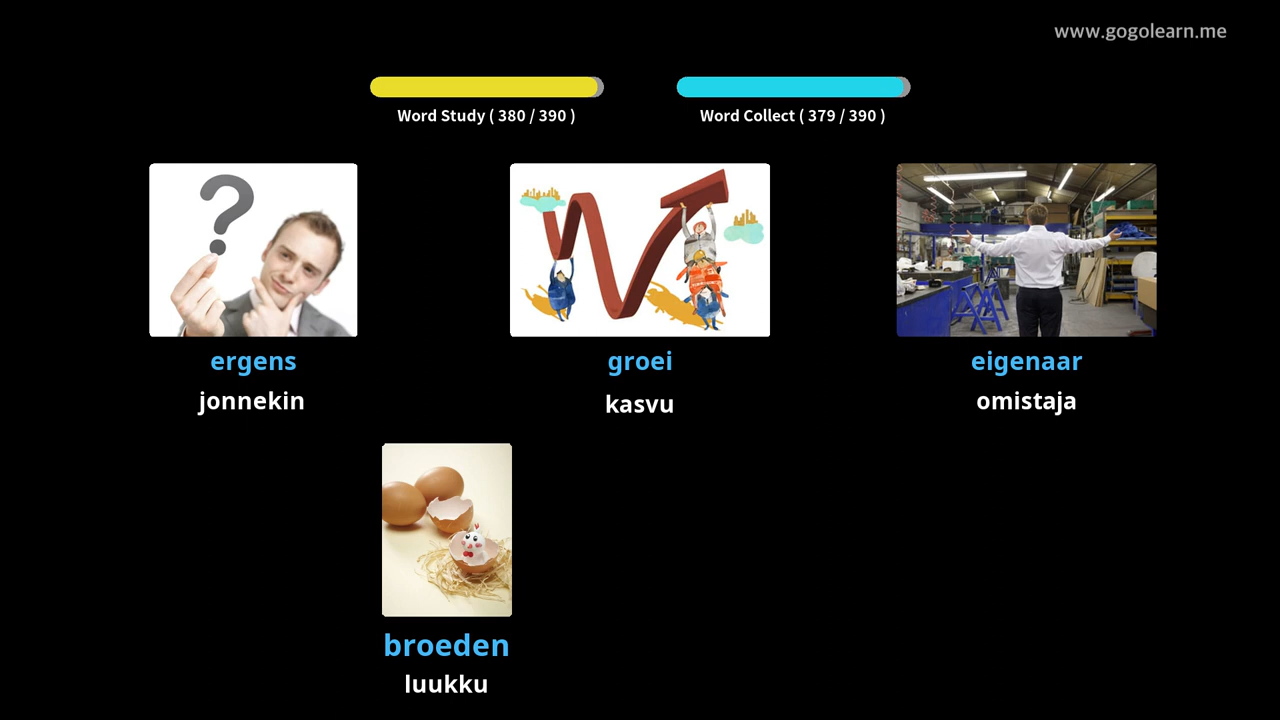 www.gogolearn.me
Word Study ( 380 / 390 )
Word Collect ( 379 / 390 )
ergens
jonnekin
groei
kasvu
eigenaar
omistaja
broeden
luukku